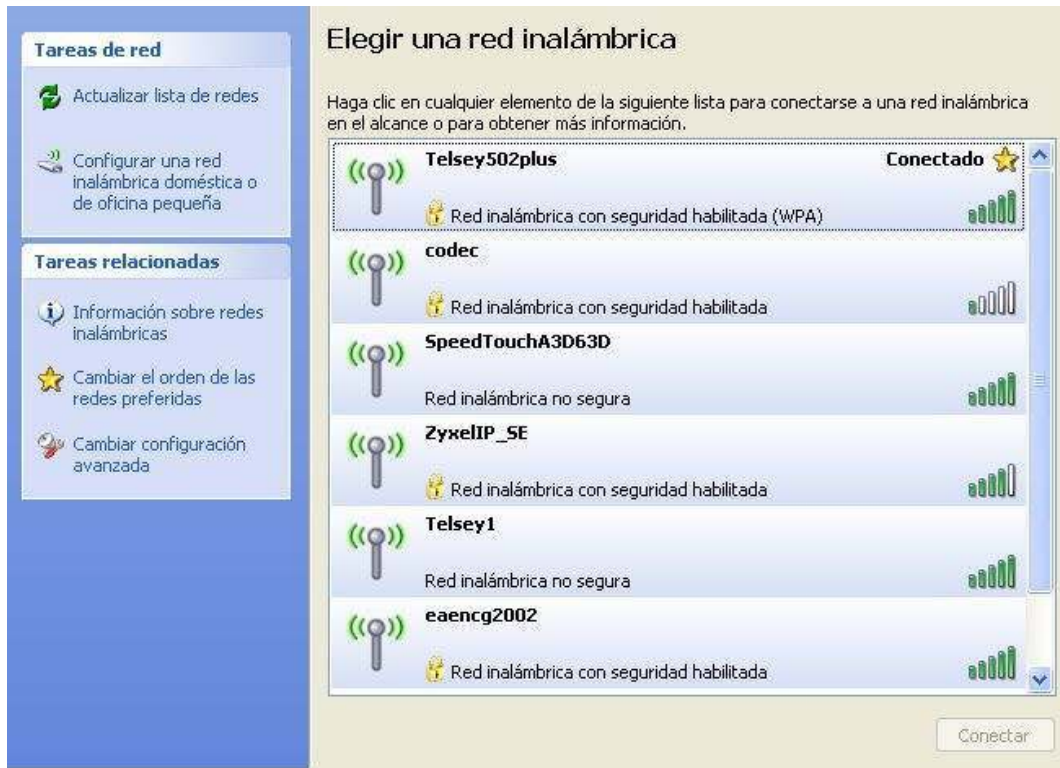 Tareas de red
Actualizar lista de redes
Configurar una red
inalámbrica doméstica o
de oficina pequeña
Tareas relacionadas
Información sobre redes
inalámbricas
Cambiar el orden de las
redes preferidas
Cambiar configuración
avanzada
Elegir una red inalámbrica
Haga clic en cualquier elemento de la siguiente lista para conectarse a una red inalámbrica
en el alcance o para obtener más información.
Telsey502plus Conectado
Red inalámbrica con seguridad habilitada (WPA)
codec
Red inalámbrica con seguridad habilitada
SpeedTouchA3D63D
Red inalámbrica no segura
ZyxelIP_SE
Red inalámbrica con seguridad habilitada
Telsey1
Red inalámbrica no segura
eaencg2002
Red inalámbrica con seguridad habilitada
Conectar